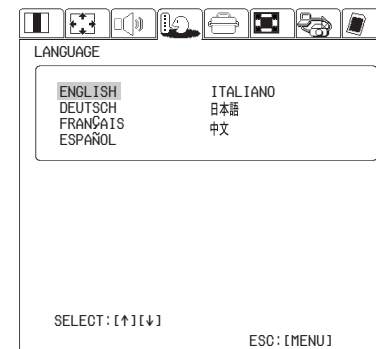 LANGUAGE
ENGLISH
DEUTSCH
FRANÇAIS
ESPAÑOL
ITALIANO
日本語
中文
SELECT:[↑][↓]
ESC:[MENU]